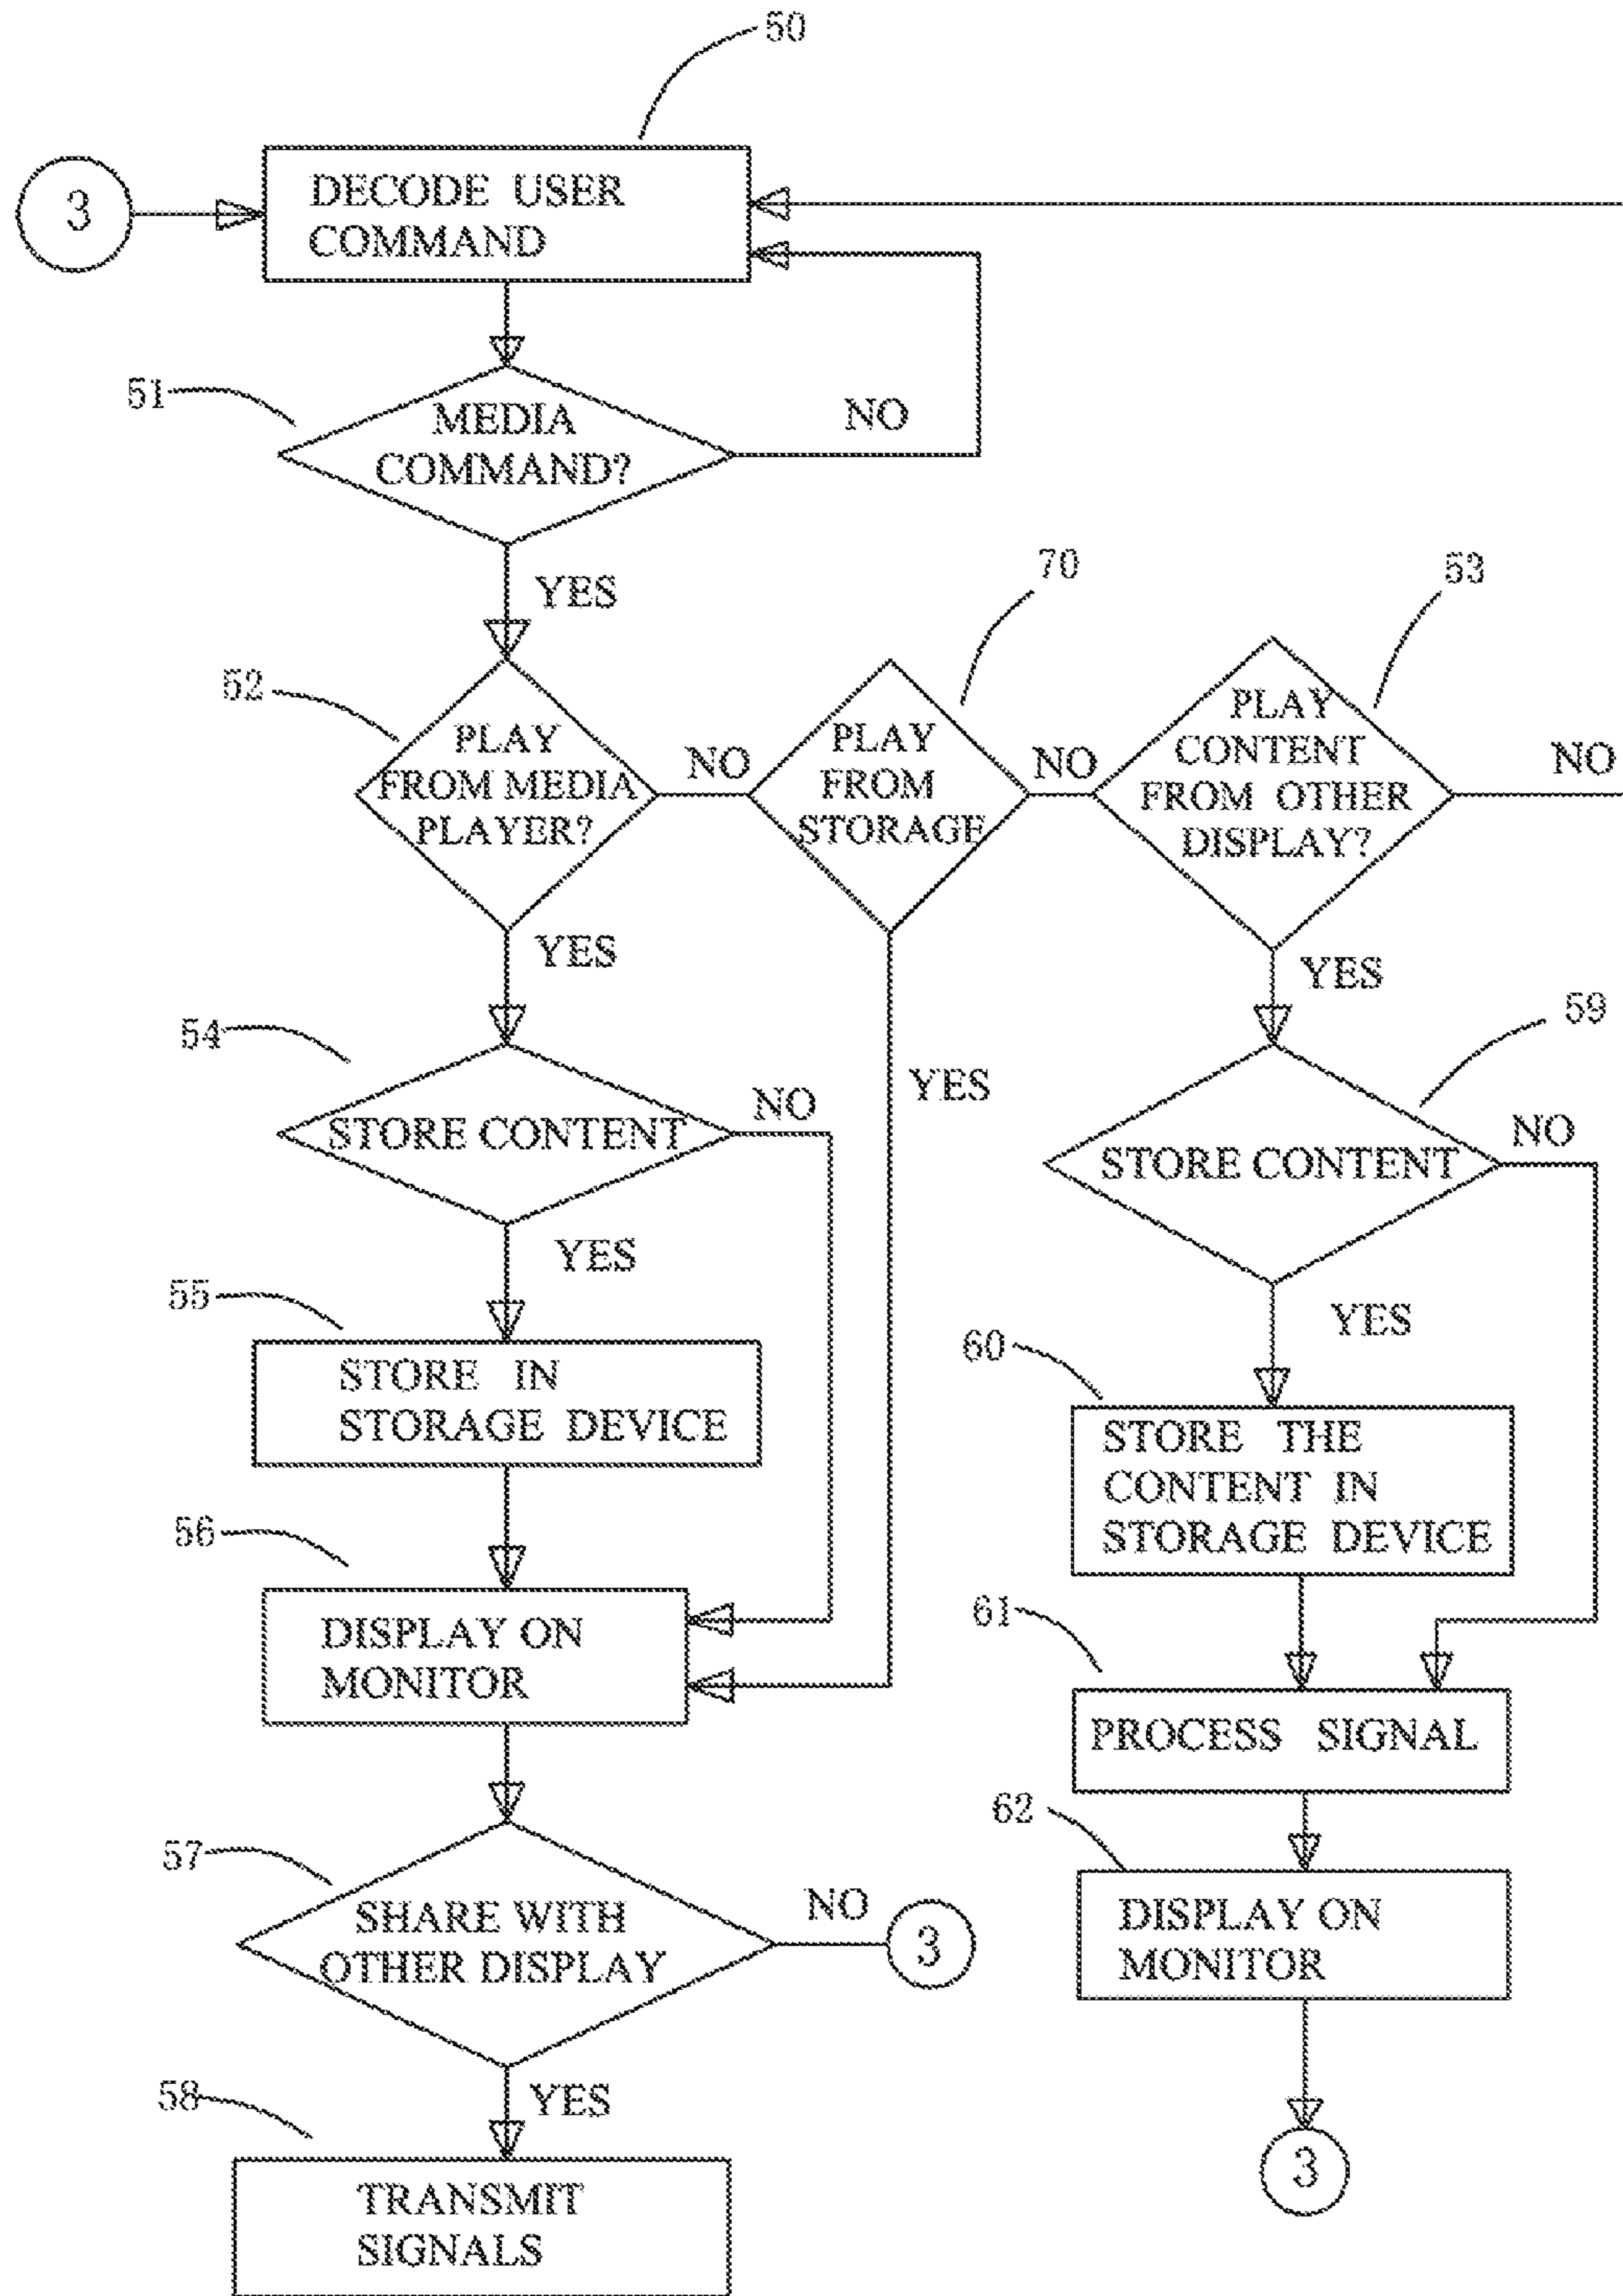 50
3
DECODE USER
COMMAND
51
MEDIA
COMMAND?
NO
YES
70
53
52
PLAY
FROM MEDIA
PLAYER?
NO
PLAY
FROM
STORAGE
NO
PLAY
CONTENT
FROM OTHER
DISPLAY?
NO
YES
YES
59
54
YES
STORE CONTENT
NO
STORE CONTENT
NO
YES
55
YES
60
STORE IN
STORAGE DEVICE
STORE THE
CONTENT IN
STORAGE DEVICE
56
61
DISPLAY ON
MONITOR
PROCESS SIGNAL
62
57
SHARE WITH
OTHER DISPLAY
NO
3
DISPLAY ON
MONITOR
58
YES
3
TRANSMIT
SIGNALS